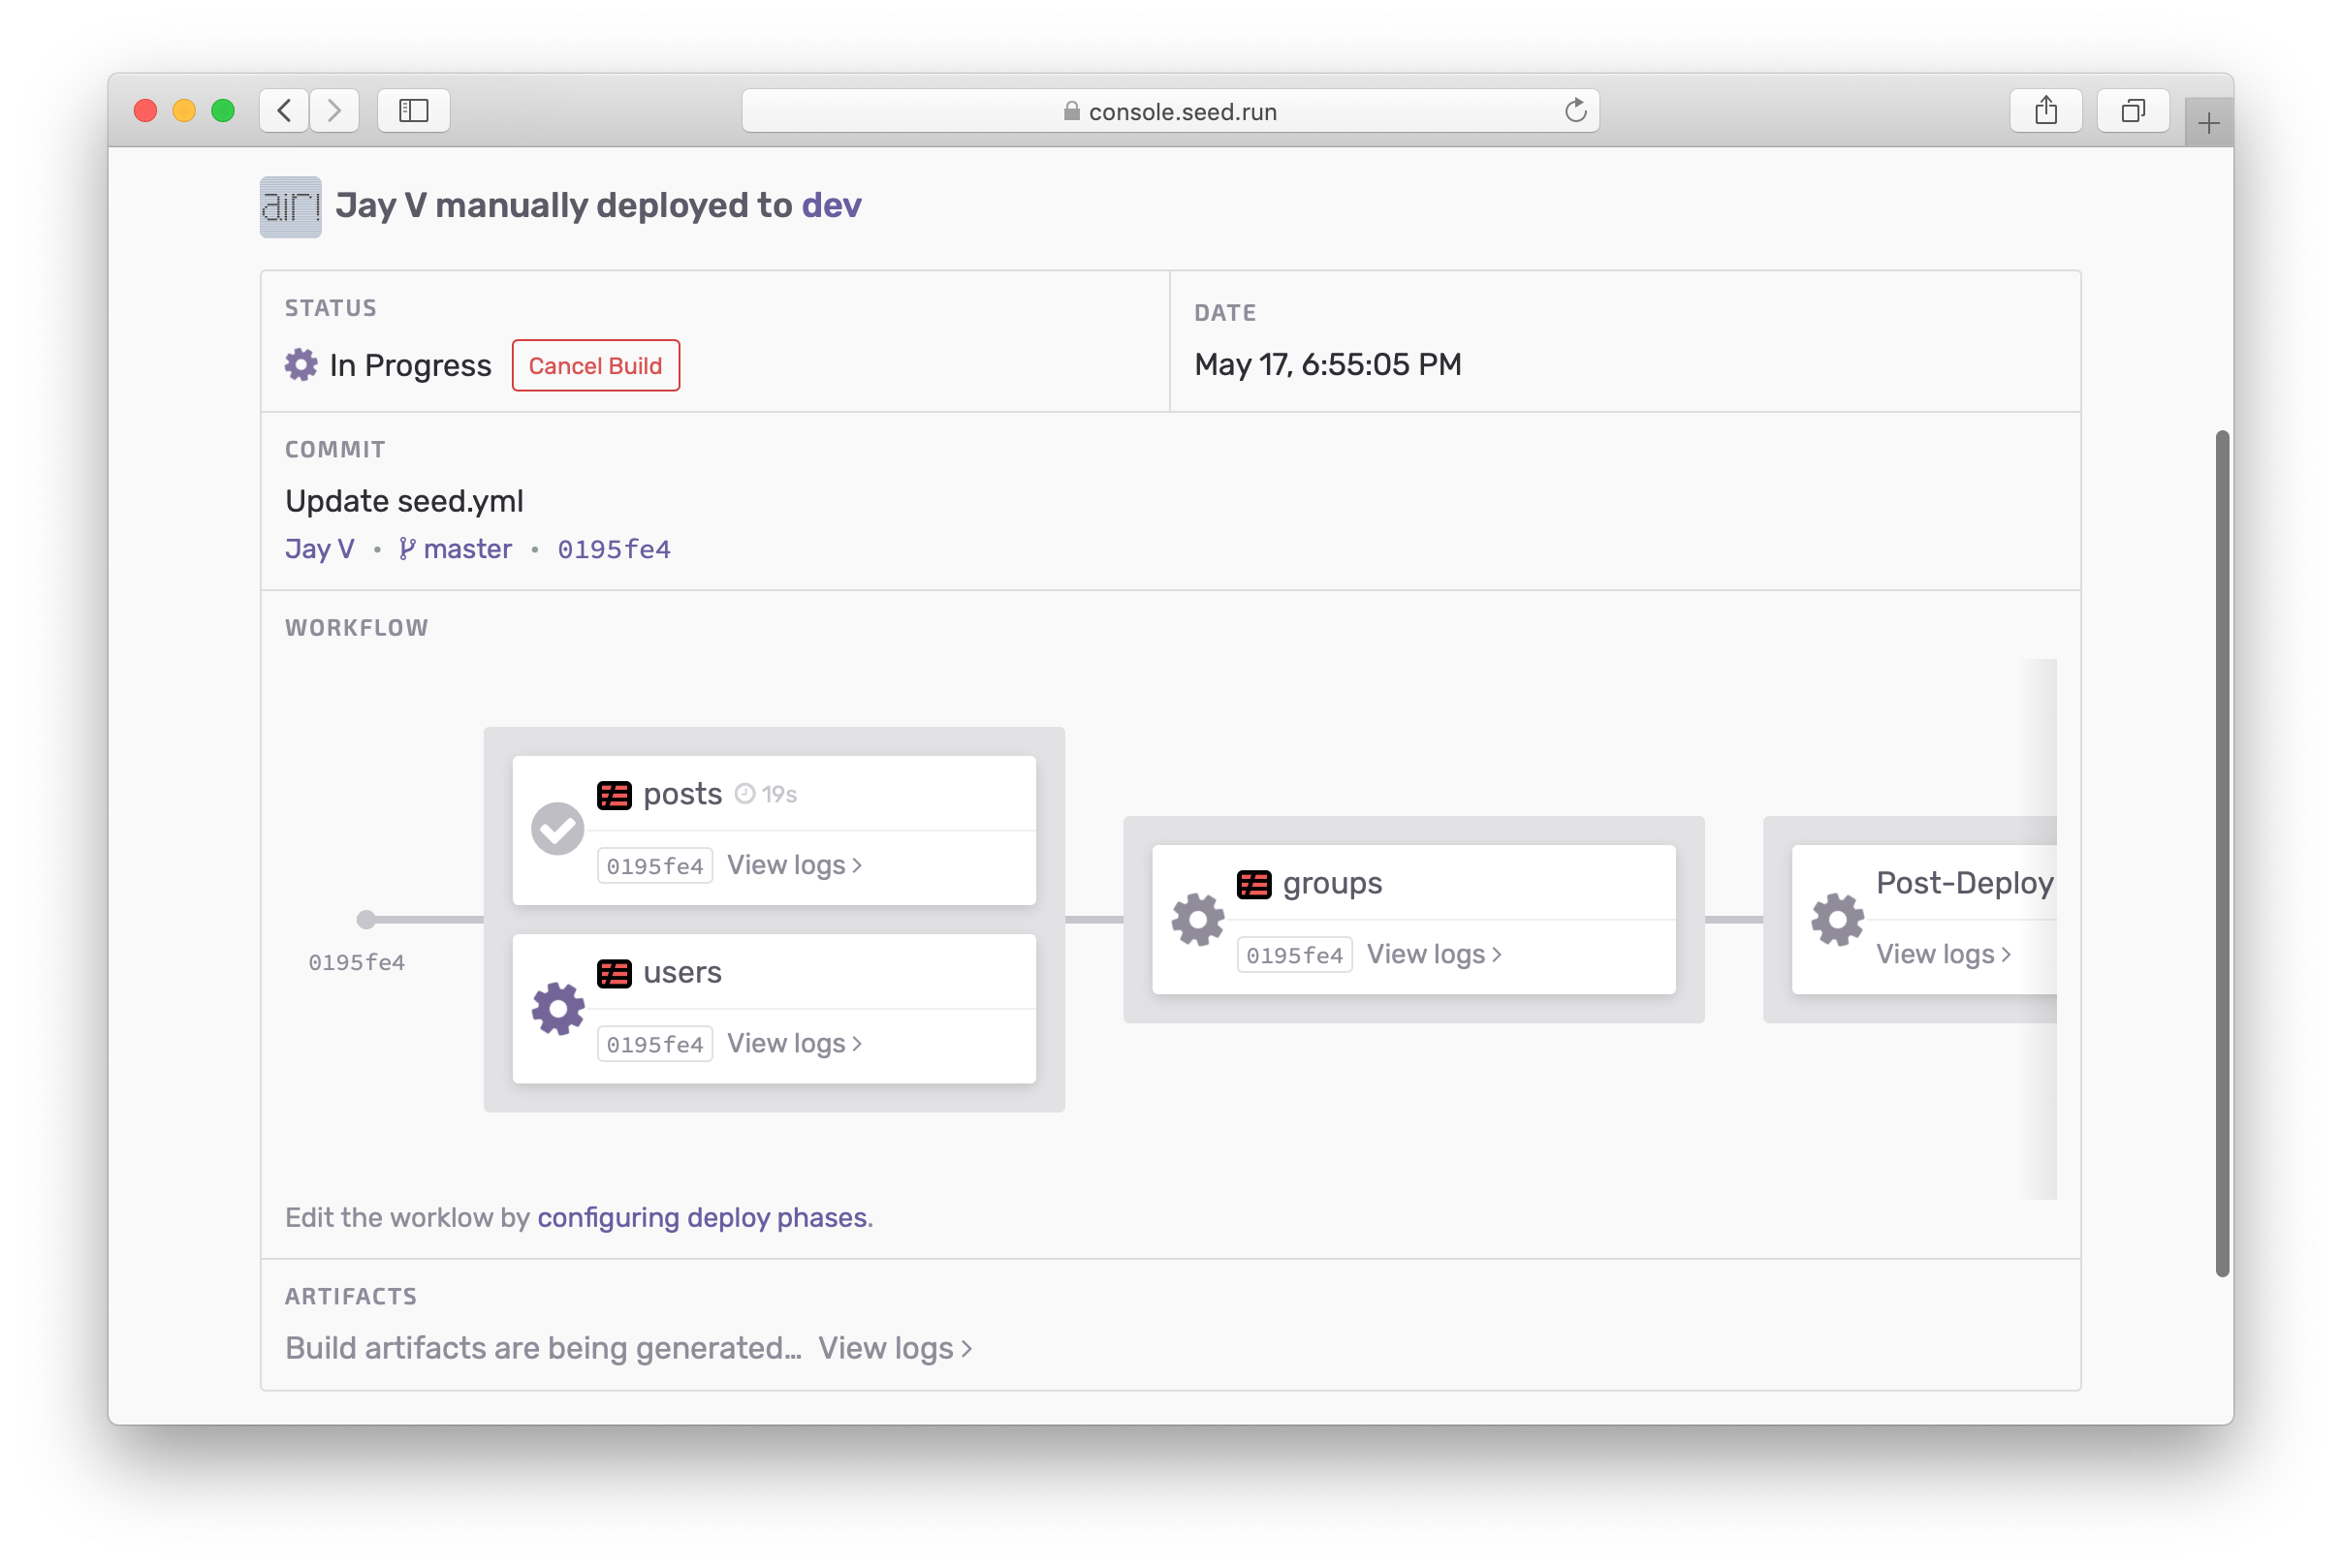 console.seed.run
air!
Jay V manually deployed to dev
STATUS
In Progress
Cancel Build
DATE
May 17, 6:55:05 PM
COMMIT
Update seed.yml
Jay V • master • 0195fe4
WORKFLOW
0195fe4
posts 19s
0195fe4 View logs >
users
0195fe4 View logs >
groups
0195fe4 View logs >
Post-Deploy
View logs >
Edit the worklow by configuring deploy phases.
ARTIFACTS
Build artifacts are being generated... View logs >